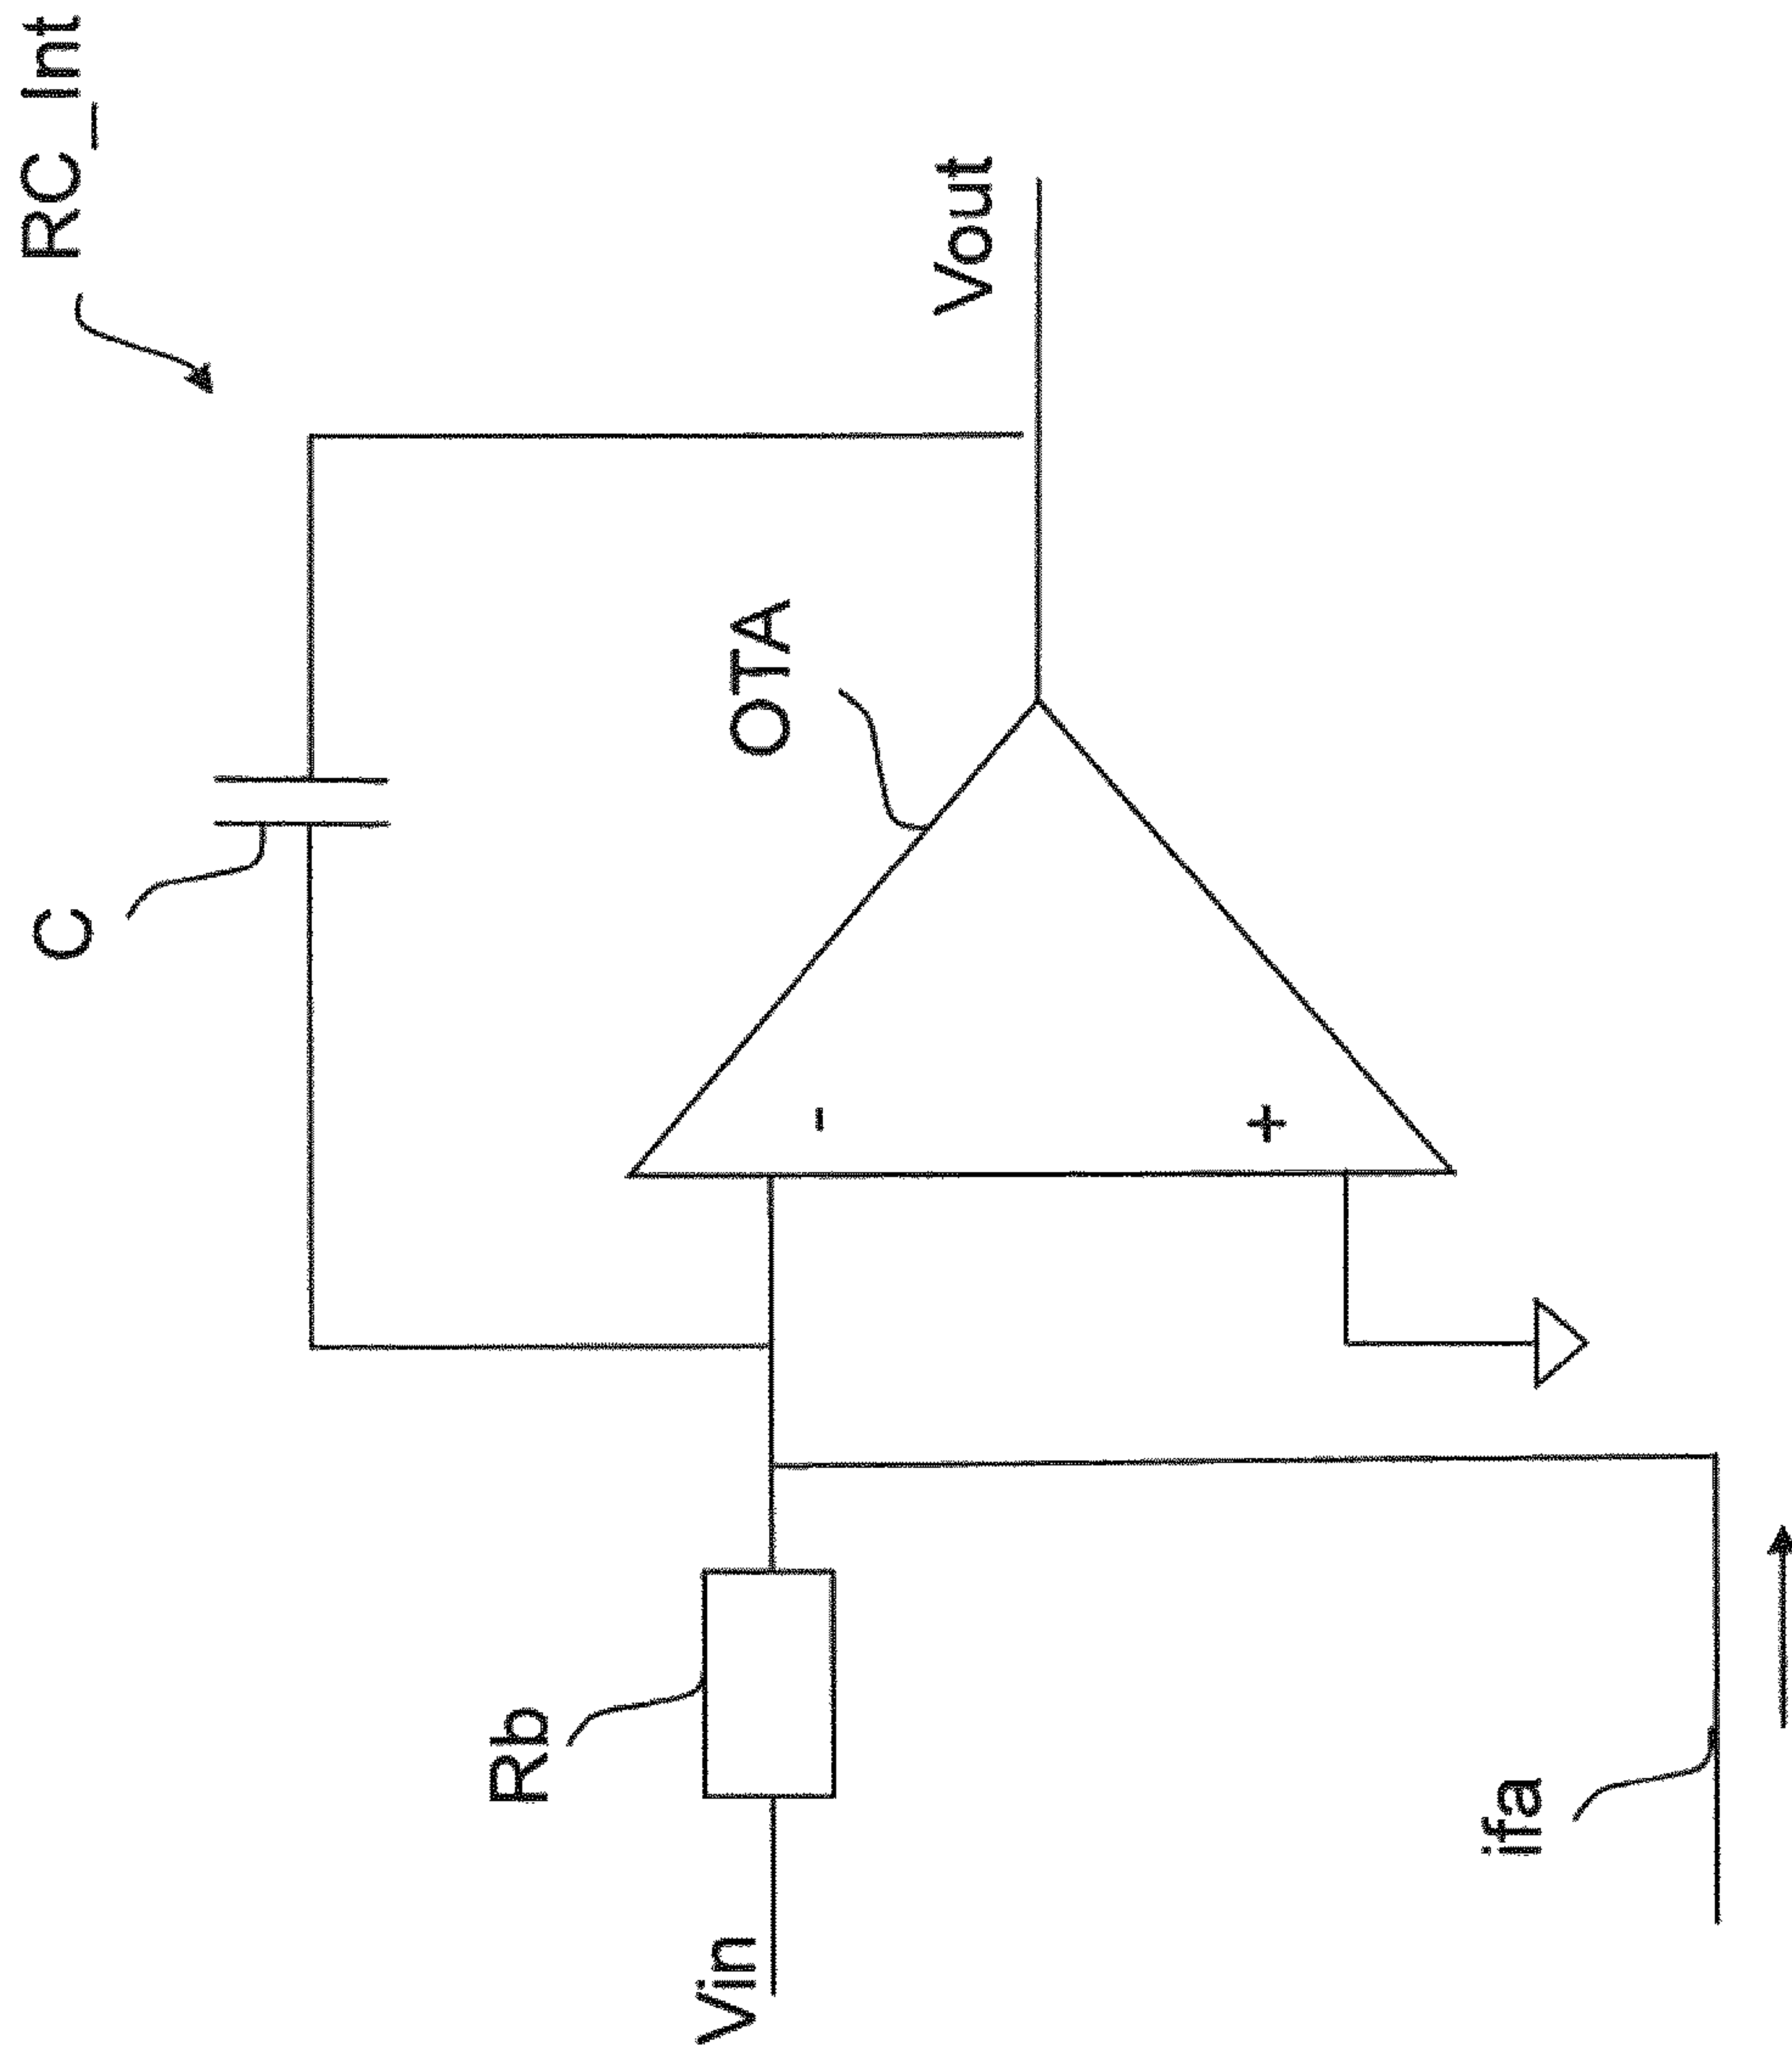 RC_Int
C
Vout
OTA
-
+
Rb
Vin
ifa